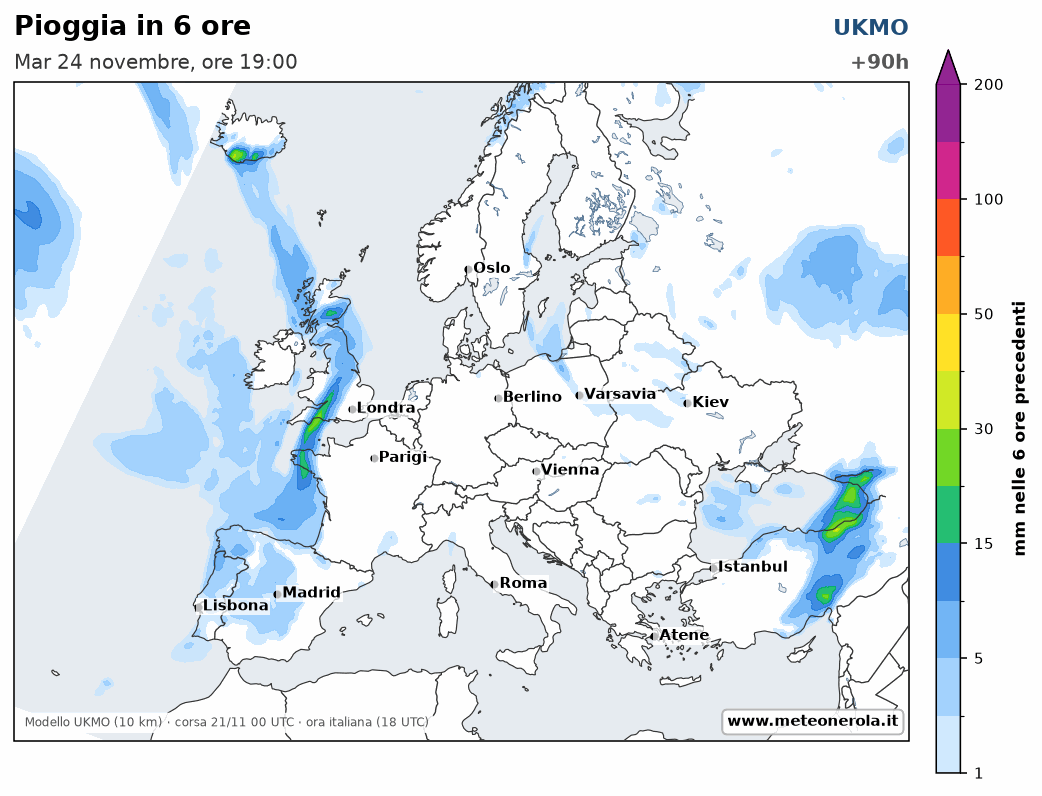 Pioggia in 6 ore
UKMO
Mar 24 novembre, ore 19:00
+90h
200
100
50
30
15
5
1
mm nelle 6 ore precedenti
Oslo
Berlino
Varsavia
Kiev
Londra
Parigi
Vienna
Istanbul
Roma
Madrid
Lisbona
Atene
Modello UKMO (10 km) · corsa 21/11 00 UTC · ora italiana (18 UTC)
www.meteonerola.it